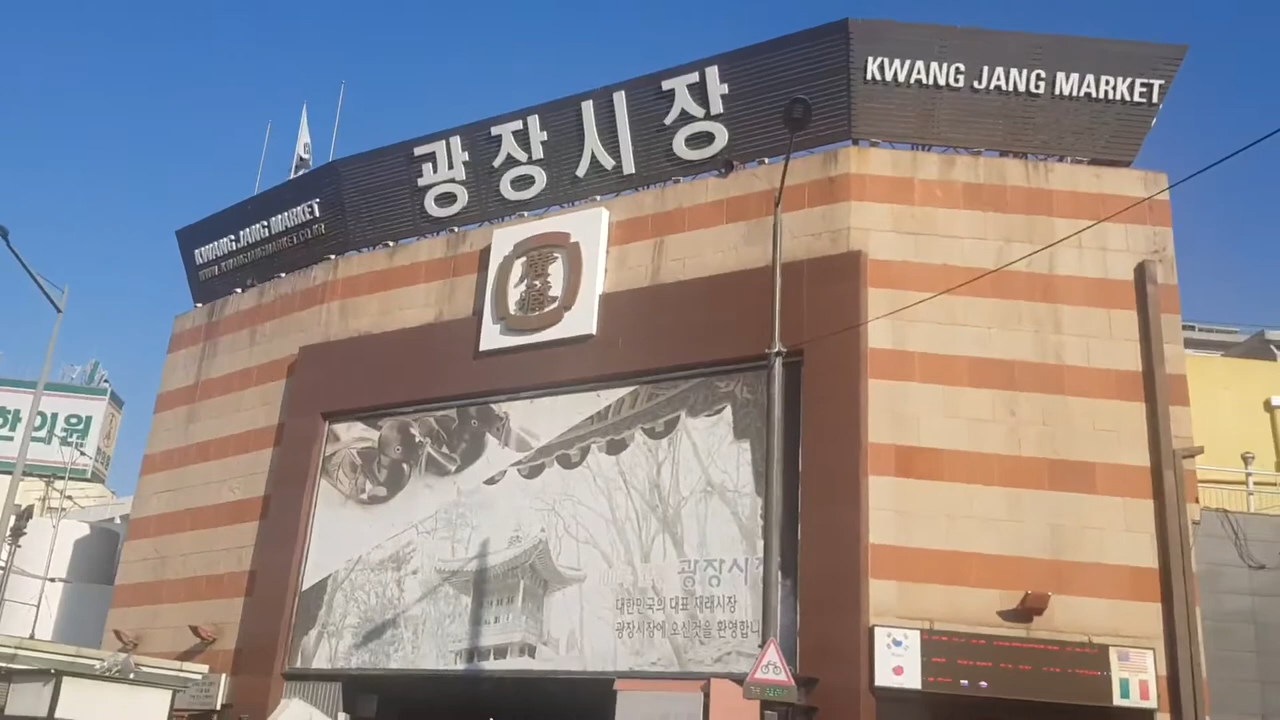 KWANG JANG MARKET
광장시장
KWANG JANG MARKET
WWW.KWANGJANGMARKET.CO.KR
廣藏
한의원
광장시
대한민국의 대표 재래시장
광장시장에 오신것을 환영합니